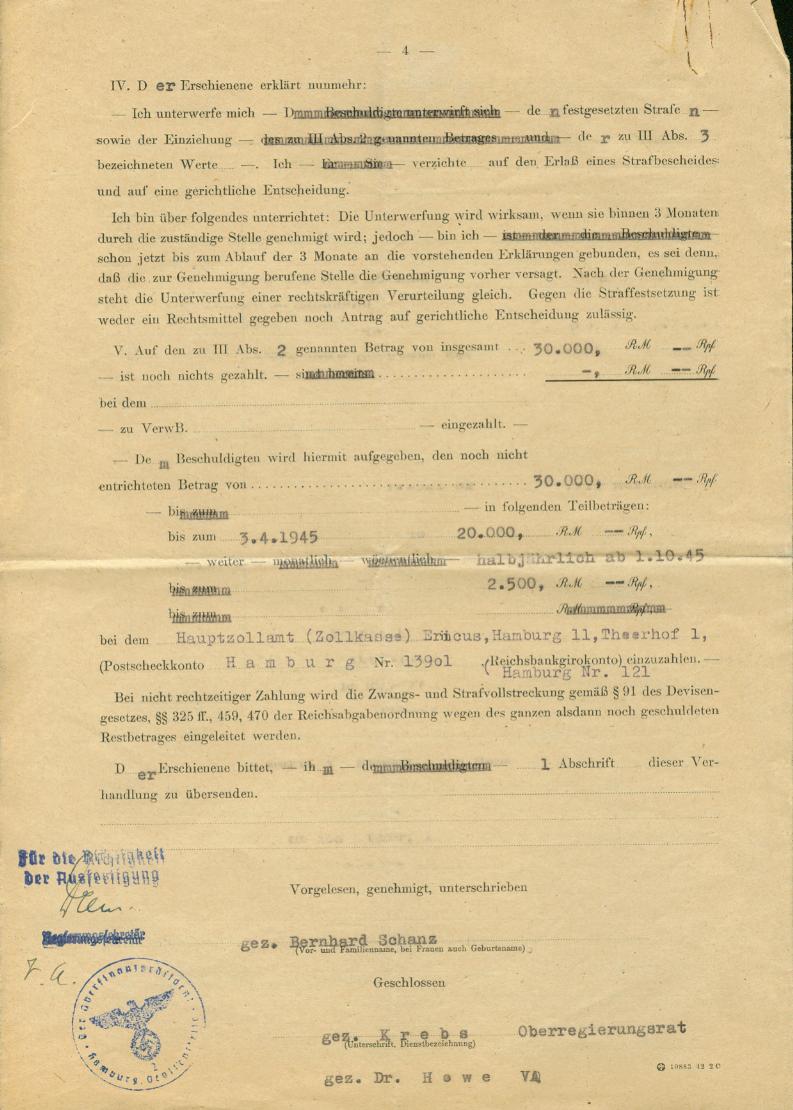 — 4 —
IV. D er Erschienene erklärt nunmehr:
— Ich unterwerfe mich — D Beschuldigte unterwirft sich — de n festgesetzten Strafe n —
sowie der Einziehung — des zu III Abs. 2 genannten Betrages — und — de r zu III Abs. 3
bezeichneten Werte —. Ich — Er — Sie — verzichte auf den Erlaß eines Strafbescheides
und auf eine gerichtliche Entscheidung.
Ich bin über folgendes unterrichtet: Die Unterwerfung wird wirksam, wenn sie binnen 3 Monaten
durch die zuständige Stelle genehmigt wird; jedoch — bin ich — ist — der — die — Beschuldigte —
schon jetzt bis zum Ablauf der 3 Monate an die vorstehenden Erklärungen gebunden, es sei denn,
daß die zur Genehmigung berufene Stelle die Genehmigung vorher versagt. Nach der Genehmigung
steht die Unterwerfung einer rechtskräftigen Verurteilung gleich. Gegen die Straffestsetzung ist
weder ein Rechtsmittel gegeben noch Antrag auf gerichtliche Entscheidung zulässig.
V. Auf den zu III Abs. 2 genannten Betrag von insgesamt ... 30.000, RM -- Rpf
— ist noch nichts gezahlt. — sind bereits .................... -, RM -- Rpf
bei dem
— zu VerwB. — eingezahlt. —
— De m Beschuldigten wird hiermit aufgegeben, den noch nicht
entrichteten Betrag von .................... 30.000, RM -- Rpf.
— bis zum — in folgenden Teilbeträgen:
bis zum 3.4.1945 20.000, RM -- Rpf,
— weiter — monatlich — wöchentlich — halbjährlich ab 1.10.45
bis zum 2.500, RM -- Rpf,
bis zum RM Rpf
bei dem Hauptzollamt (Zollkasse) Ericus, Hamburg 11, Theerhof 1,
(Postscheckkonto H a m b u r g Nr. 139o1 (Reichsbankgirokonto) einzuzahlen. —
Hamburg Nr. 121
Bei nicht rechtzeitiger Zahlung wird die Zwangs- und Strafvollstreckung gemäß § 91 des Devisen-
gesetzes, §§ 325 ff., 459, 470 der Reichsabgabenordnung wegen des ganzen alsdann noch geschuldeten
Restbetrages eingeleitet werden.
D er Erschienene bittet, — ih m — dem Beschuldigten — 1 Abschrift dieser Ver-
handlung zu übersenden.
Für die Richtigkeit
der Ausfertigung
Vorgelesen, genehmigt, unterschrieben
Regierungssekretär
gez. Bernhard Schanz
(Vor- und Familienname, bei Frauen auch Geburtsname)
J. A.
Geschlossen
Der Oberfinanzpräsident Hamburg
2
gez. K r e b s Oberregierungsrat
(Unterschrift, Dienstbezeichnung)
10885 42 2 C
gez. Dr. H o w e VA